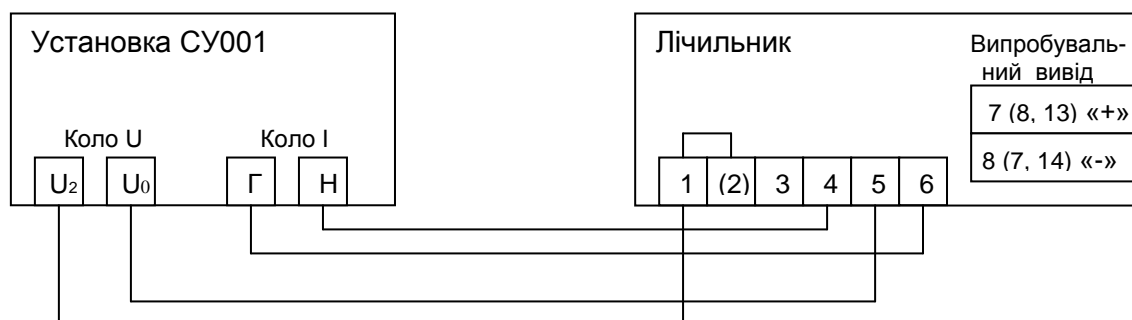 Установка СУ001
Коло U
Коло I
U2
U0
Г
Н
Лічильник
Випробуваль-
ний вивід
7 (8, 13) «+»
8 (7, 14) «-»
1 (2) 3 4 5 6